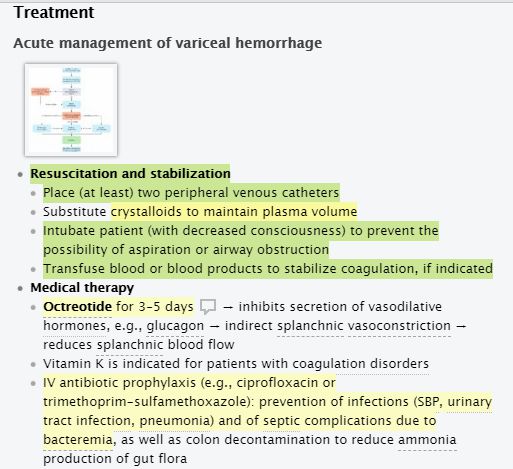 Treatment
Acute management of variceal hemorrhage
Resuscitation and stabilization
Place (at least) two peripheral venous catheters
Substitute crystalloids to maintain plasma volume
Intubate patient (with decreased consciousness) to prevent the
possibility of aspiration or airway obstruction
Transfuse blood or blood products to stabilize coagulation, if indicated
Medical therapy
Octreotide for 3–5 days → inhibits secretion of vasodilative
hormones, e.g., glucagon → indirect splanchnic vasoconstriction →
reduces splanchnic blood flow
Vitamin K is indicated for patients with coagulation disorders
IV antibiotic prophylaxis (e.g., ciprofloxacin or
trimethoprim-sulfamethoxazole): prevention of infections (SBP, urinary
tract infection, pneumonia) and of septic complications due to
bacteremia, as well as colon decontamination to reduce ammonia
production of gut flora